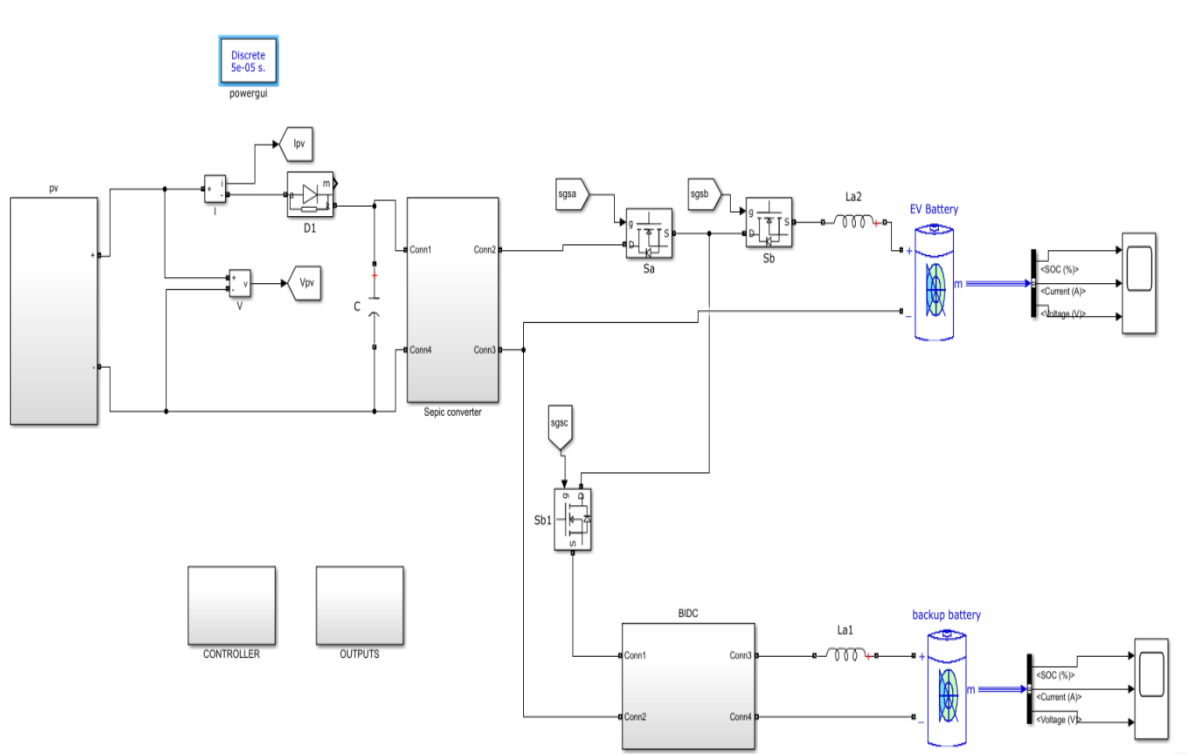 Discrete
5e-05 s.
powergui
Ipv
pv
+
-
i
+
-
I
m
a
k
D1
+
-
v
V
Vpv
+
C
Conn1
Conn2
Conn4
Conn3
Sepic converter
sgsa
g
D
S
Sa
sgsb
g
D
S
Sb
La2
+
EV Battery
+
_
m
<SOC (%)>
<Current (A)>
<Voltage (V)>
sgsc
g
D
S
Sb1
CONTROLLER
OUTPUTS
BIDC
Conn1
Conn3
Conn2
Conn4
La1
+
backup battery
+
_
m
<SOC (%)>
<Current (A)>
<Voltage (V)>